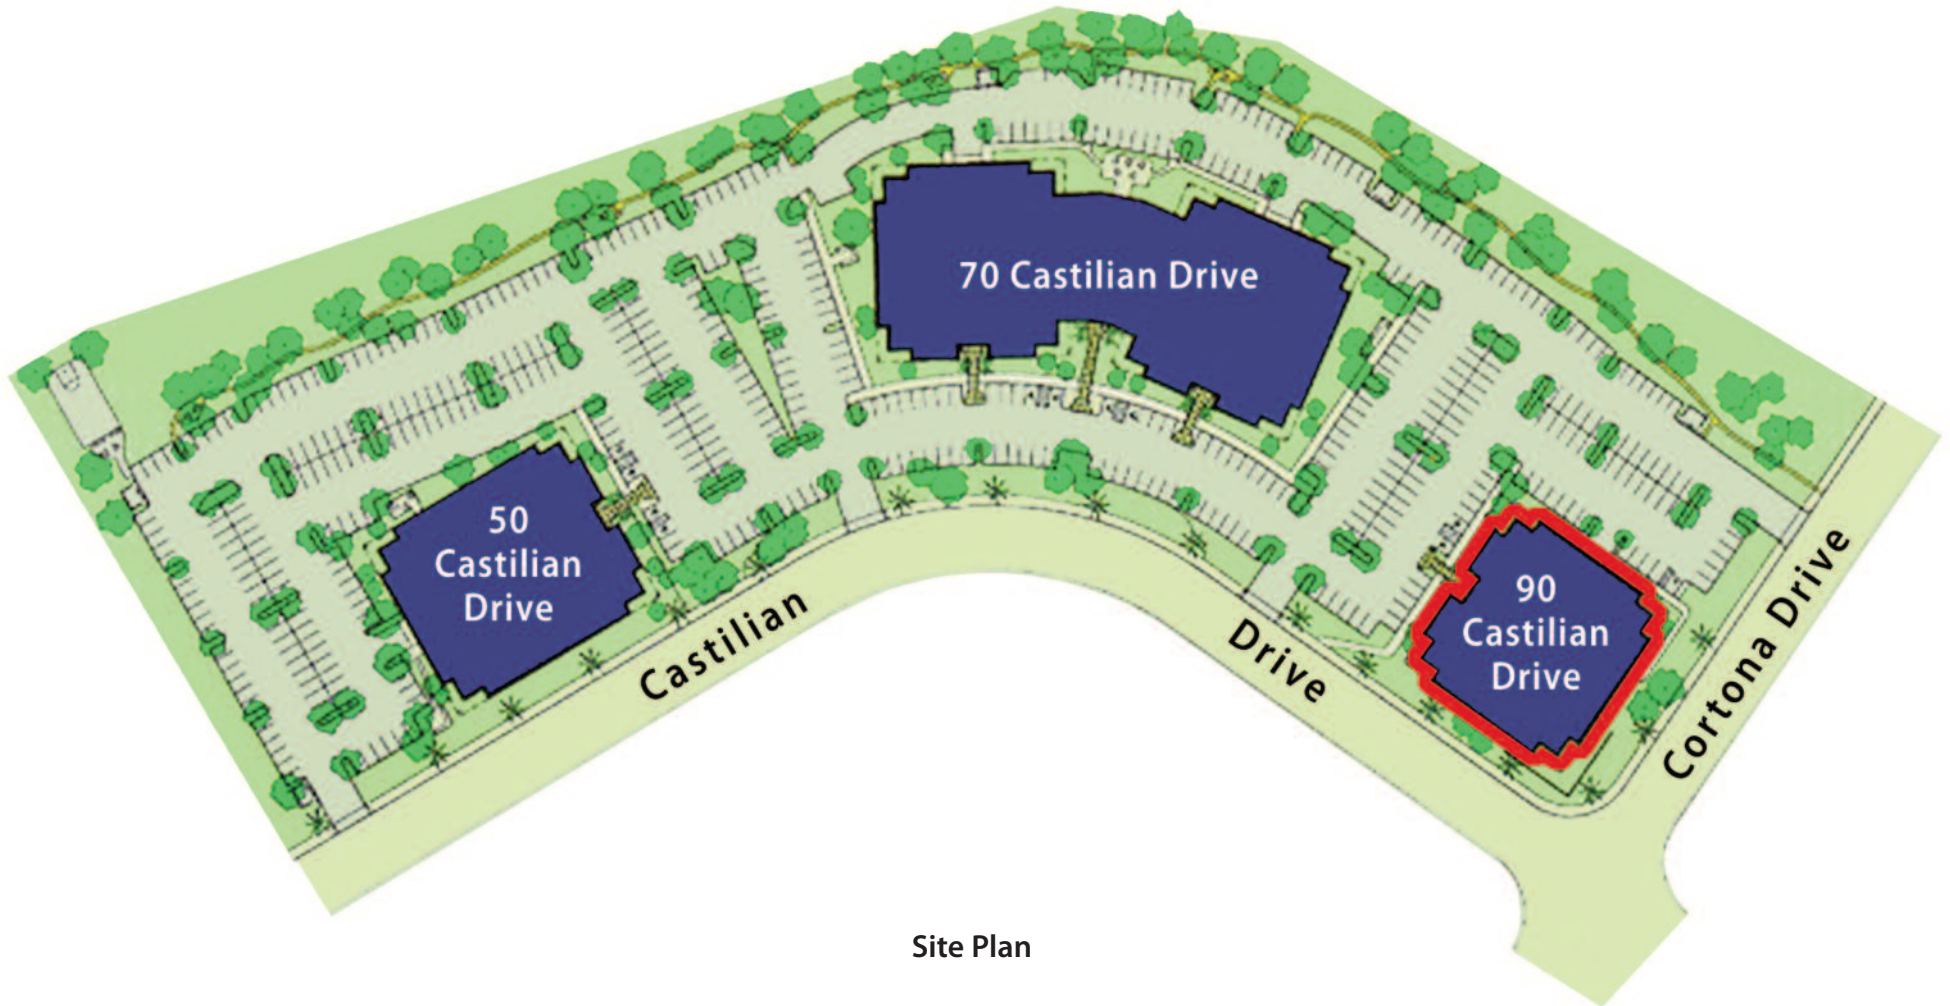 70 Castilian Drive
50
Castilian
Drive
90
Castilian
Drive
Castilian Drive
Cortona Drive
Site Plan